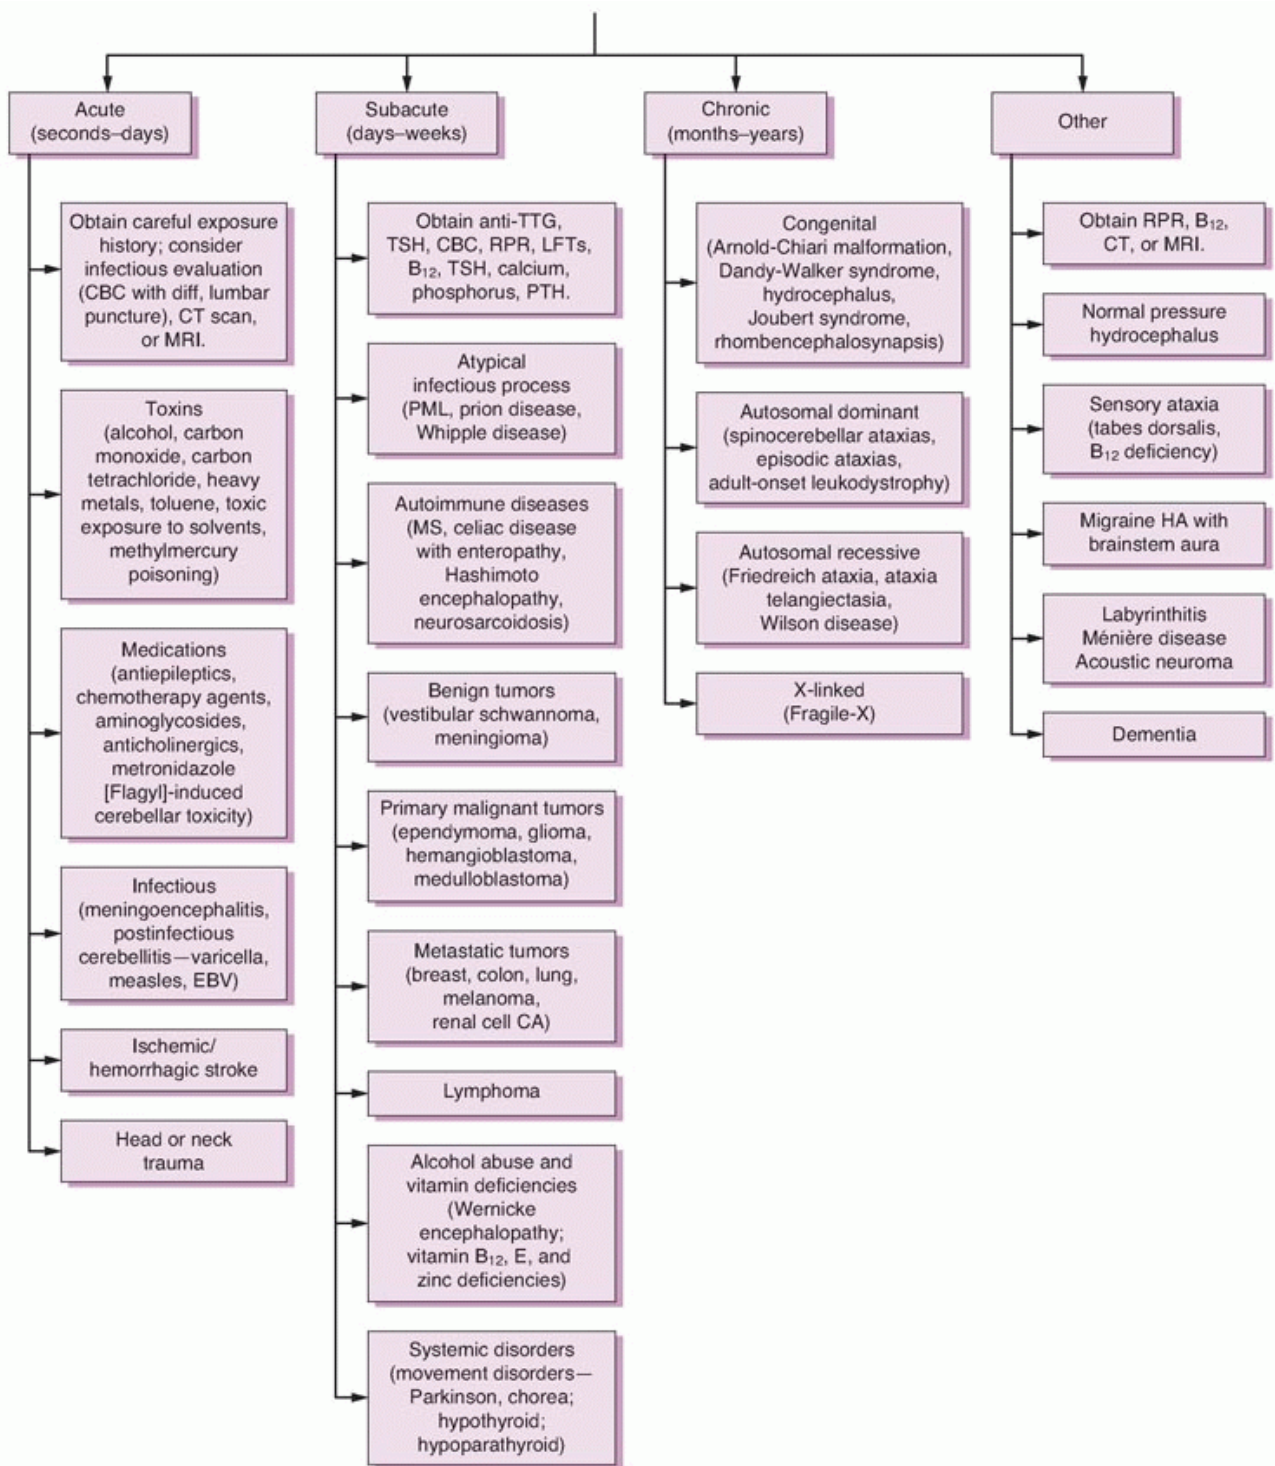 Acute
(seconds–days)
Obtain careful exposure
history; consider
infectious evaluation
(CBC with diff, lumbar
puncture), CT scan,
or MRI.
Toxins
(alcohol, carbon
monoxide, carbon
tetrachloride, heavy
metals, toluene, toxic
exposure to solvents,
methylmercury
poisoning)
Medications
(antiepileptics,
chemotherapy agents,
aminoglycosides,
anticholinergics,
metronidazole
[Flagyl]-induced
cerebellar toxicity)
Infectious
(meningoencephalitis,
postinfectious
cerebellitis—varicella,
measles, EBV)
Ischemic/
hemorrhagic stroke
Head or neck
trauma
Subacute
(days–weeks)
Obtain anti-TTG,
TSH, CBC, RPR, LFTs,
B₁₂, TSH, calcium,
phosphorus, PTH.
Atypical
infectious process
(PML, prion disease,
Whipple disease)
Autoimmune diseases
(MS, celiac disease
with enteropathy,
Hashimoto
encephalopathy,
neurosarcoidosis)
Benign tumors
(vestibular schwannoma,
meningioma)
Primary malignant tumors
(ependymoma, glioma,
hemangioblastoma,
medulloblastoma)
Metastatic tumors
(breast, colon, lung,
melanoma,
renal cell CA)
Lymphoma
Alcohol abuse and
vitamin deficiencies
(Wernicke
encephalopathy;
vitamin B₁₂, E, and
zinc deficiencies)
Systemic disorders
(movement disorders—
Parkinson, chorea;
hypothyroid;
hypoparathyroid)
Chronic
(months–years)
Congenital
(Arnold-Chiari malformation,
Dandy-Walker syndrome,
hydrocephalus,
Joubert syndrome,
rhombencephalosynapsis)
Autosomal dominant
(spinocerebellar ataxias,
episodic ataxias,
adult-onset leukodystrophy)
Autosomal recessive
(Friedreich ataxia, ataxia
telangiectasia,
Wilson disease)
X-linked
(Fragile-X)
Other
Obtain RPR, B₁₂,
CT, or MRI.
Normal pressure
hydrocephalus
Sensory ataxia
(tabes dorsalis,
B₁₂ deficiency)
Migraine HA with
brainstem aura
Labyrinthitis
Ménière disease
Acoustic neuroma
Dementia